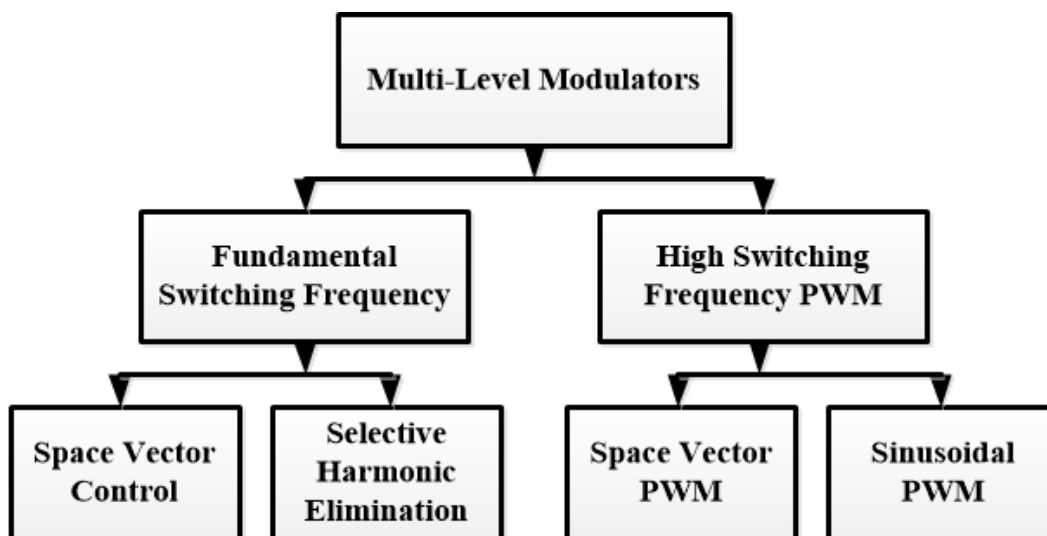 Multi-Level Modulators
Fundamental
Switching Frequency
High Switching
Frequency PWM
Space Vector
Control
Selective
Harmonic
Elimination
Space Vector
PWM
Sinusoidal
PWM